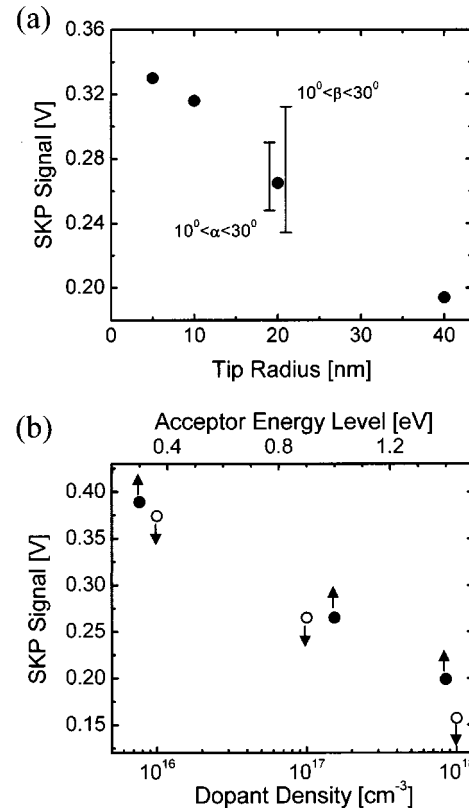 (a)
0.36
0.32
0.28
0.24
0.20
SKP Signal [V]
10⁰<β<30⁰
10⁰<α<30⁰
0 10 20 30 40
Tip Radius [nm]
(b)
Acceptor Energy Level [eV]
0.4 0.8 1.2
0.40
0.35
0.30
0.25
0.20
0.15
SKP Signal [V]
10¹⁶ 10¹⁷ 10¹⁸
Dopant Density [cm⁻³]